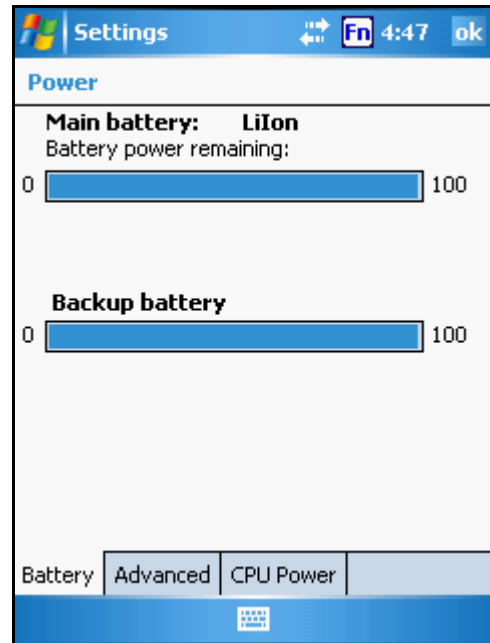 Settings Fn 4:47 ok
Power
Main battery: LiIon
Battery power remaining:
0 100
Backup battery
0 100
Battery Advanced CPU Power